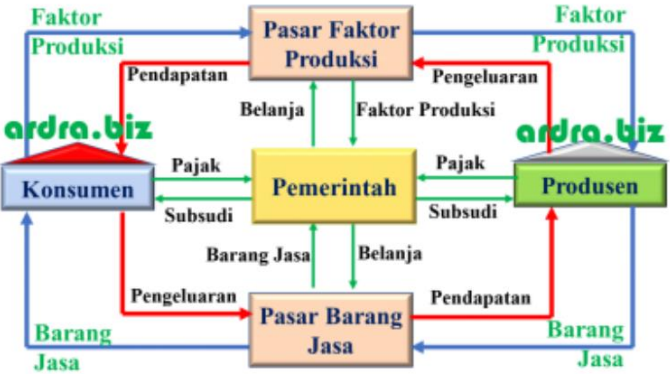 Faktor
Produksi
Pasar Faktor
Produksi
Faktor
Produksi
Pendapatan
Pengeluaran
Belanja
Faktor Produksi
ardra.biz
ardra.biz
Konsumen
Pajak
Subsudi
Pemerintah
Pajak
Subsudi
Produsen
Barang Jasa
Belanja
Pengeluaran
Pendapatan
Pasar Barang
Jasa
Barang
Jasa
Barang
Jasa